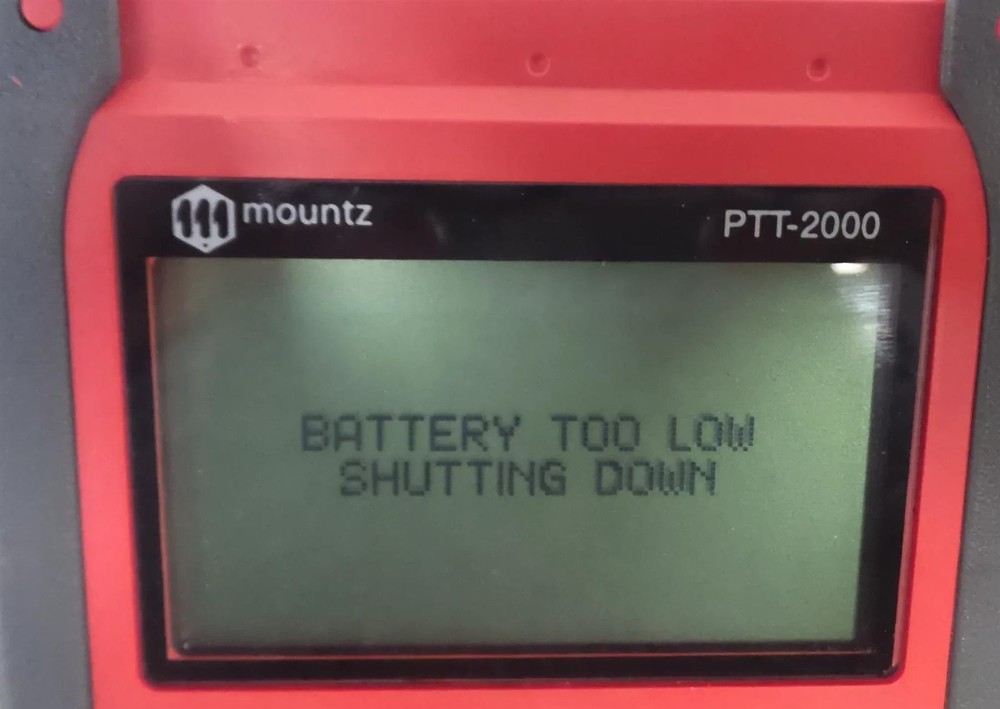 mountz
PTT-2000
BATTERY TOO LOW
SHUTTING DOWN